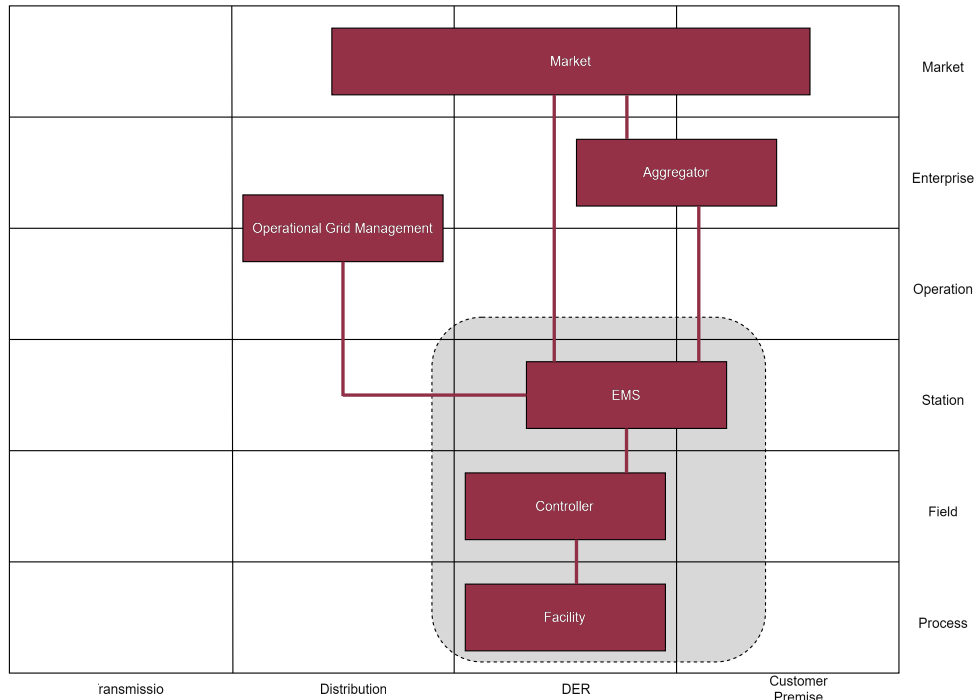 Market
Market
Aggregator
Enterprise
Operational Grid Management
Operation
EMS
Station
Controller
Field
Facility
Process
ransmissio
Distribution
DER
Customer
Premise